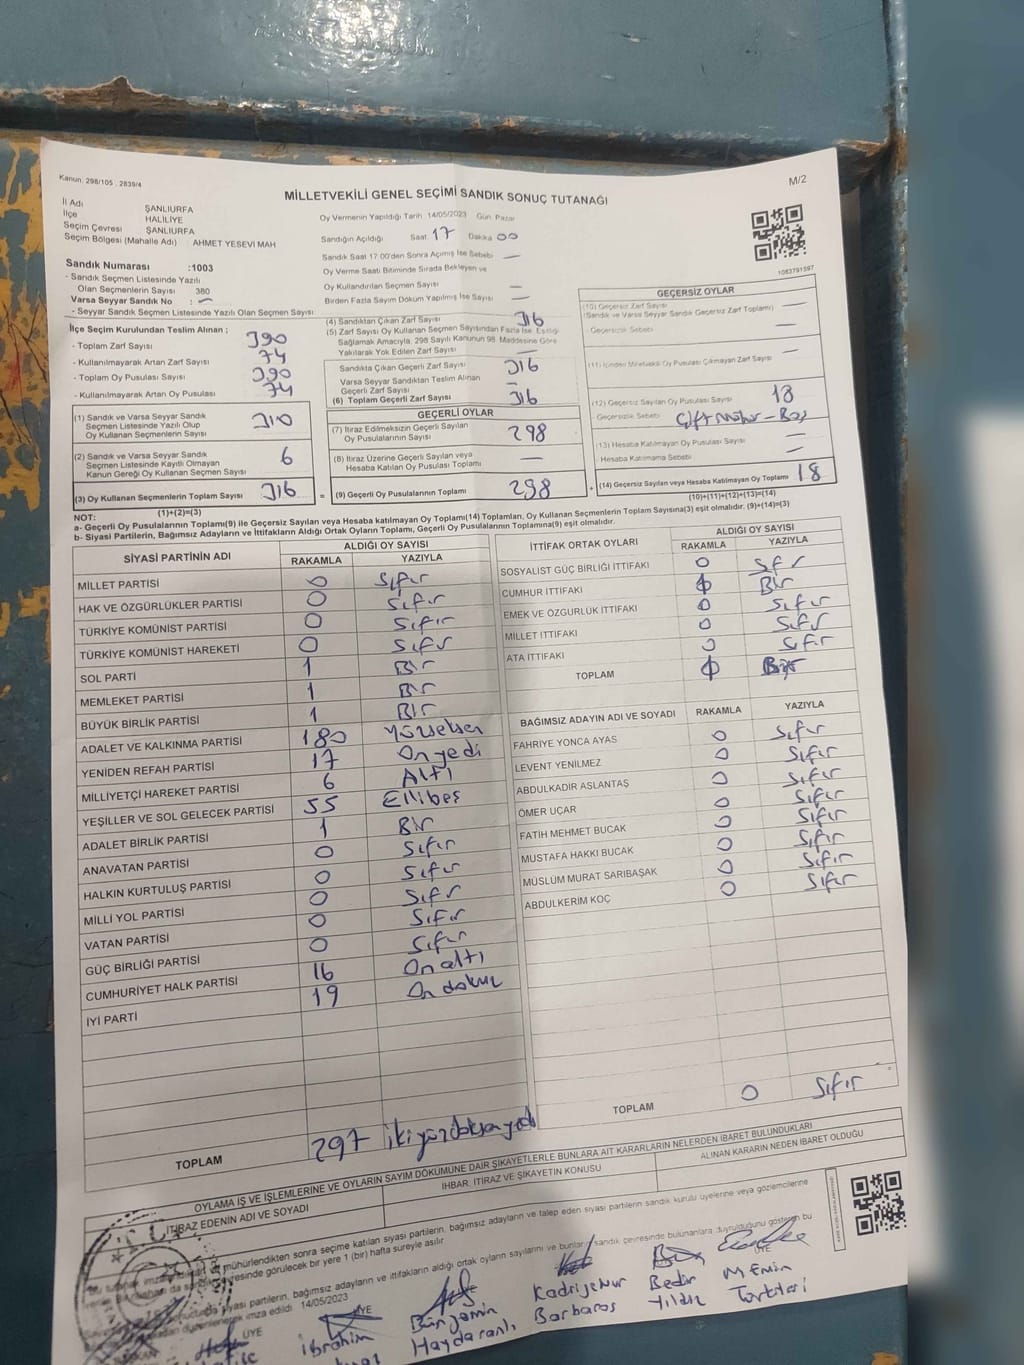 Kanun: 298/105 , 2839/4
M/2
MİLLETVEKİLİ GENEL SEÇİMİ SANDIK SONUÇ TUTANAĞI
İl Adı ŞANLIURFA
İlçe HALİLİYE
Seçim Çevresi ŞANLIURFA
Seçim Bölgesi (Mahalle Adı) : AHMET YESEVİ MAH
Sandık Numarası :1003
- Sandık Seçmen Listesinde Yazılı
Olan Seçmenlerin Sayısı 380
Varsa Seyyar Sandık No : —
- Seyyar Sandık Seçmen Listesinde Yazılı Olan Seçmen Sayısı
Oy Vermenin Yapıldığı Tarih 14/05/2023 Gün: Pazar
Sandığın Açıldığı Saat: 17 Dakika 00
Sandık Saat 17.00'den Sonra Açılmış İse Sebebi —
Oy Verme Saati Bitiminde Sırada Bekleyen ve
Oy Kullandırılan Seçmen Sayısı —
Birden Fazla Sayım Döküm Yapılmış İse Sayısı —
1083791597
İlçe Seçim Kurulundan Teslim Alınan ;
- Toplam Zarf Sayısı 390
- Kullanılmayarak Artan Zarf Sayısı 74
- Toplam Oy Pusulası Sayısı 390
- Kullanılmayarak Artan Oy Pusulası 74
(1) Sandık ve Varsa Seyyar Sandık
Seçmen Listesinde Yazılı Olup
Oy Kullanan Seçmenlerin Sayısı 310
(2) Sandık ve Varsa Seyyar Sandık
Seçmen Listesinde Kayıtlı Olmayan
Kanun Gereği Oy Kullanan Seçmen Sayısı 6
(3) Oy Kullanan Seçmenlerin Toplam Sayısı 316
(1)+(2)=(3)
(4) Sandıktan Çıkan Zarf Sayısı 316
(5) Zarf Sayısı Oy Kullanan Seçmen Sayısından Fazla İse, Eşitliği
Sağlamak Amacıyla, 298 Sayılı Kanunun 98. Maddesine Göre
Yakılarak Yok Edilen Zarf Sayısı —
Sandıkta Çıkan Geçerli Zarf Sayısı 316
Varsa Seyyar Sandıktan Teslim Alınan
Geçerli Zarf Sayısı —
(6) Toplam Geçerli Zarf Sayısı 316
GEÇERLİ OYLAR
(7) İtiraz Edilmeksizin Geçerli Sayılan
Oy Pusulalarının Sayısı 298
(8) İtiraz Üzerine Geçerli Sayılan veya
Hesaba Katılan Oy Pusulası Toplamı —
(9) Geçerli Oy Pusulalarının Toplamı 298
GEÇERSİZ OYLAR
(10) Geçersiz Zarf Sayısı
(Sandık ve Varsa Seyyar Sandık Geçersiz Zarf Toplamı) —
- Geçersizlik Sebebi —
(11) İçinden Milletvekili Oy Pusulası Çıkmayan Zarf Sayısı —
(12) Geçersiz Sayılan Oy Pusulası Sayısı 18
- Geçersizlik Sebebi Çift Mühür - Boş
(13) Hesaba Katılmayan Oy Pusulası Sayısı —
- Hesaba Katılmama Sebebi —
(14) Geçersiz Sayılan veya Hesaba Katılmayan Oy Toplamı 18
(10)+(11)+(12)+(13)=(14)
NOT:
a- Geçerli Oy Pusulalarının Toplamı(9) ile Geçersiz Sayılan veya Hesaba katılmayan Oy Toplamı(14) Toplamları, Oy Kullanan Seçmenlerin Toplam Sayısına(3) eşit olmalıdır. (9)+(14)=(3)
b- Siyasi Partilerin, Bağımsız Adayların ve İttifakların Aldığı Ortak Oyların Toplamı, Geçerli Oy Pusulalarının Toplamına(9) eşit olmalıdır.
SİYASİ PARTİNİN ADI ALDIĞI OY SAYISI
RAKAMLA YAZIYLA
MİLLET PARTİSİ 0 Sıfır
HAK VE ÖZGÜRLÜKLER PARTİSİ 0 Sıfır
TÜRKİYE KOMÜNİST PARTİSİ 0 Sıfır
TÜRKİYE KOMÜNİST HAREKETİ 0 Sıfır
SOL PARTİ 1 Bir
MEMLEKET PARTİSİ 1 Bir
BÜYÜK BİRLİK PARTİSİ 1 Bir
ADALET VE KALKINMA PARTİSİ 180 Yüzseksen
YENİDEN REFAH PARTİSİ 17 On yedi
MİLLİYETÇİ HAREKET PARTİSİ 6 Altı
YEŞİLLER VE SOL GELECEK PARTİSİ 55 Ellibeş
ADALET BİRLİK PARTİSİ 1 Bir
ANAVATAN PARTİSİ 0 Sıfır
HALKIN KURTULUŞ PARTİSİ 0 Sıfır
MİLLİ YOL PARTİSİ 0 Sıfır
VATAN PARTİSİ 0 Sıfır
GÜÇ BİRLİĞİ PARTİSİ 0 Sıfır
CUMHURİYET HALK PARTİSİ 16 On altı
İYİ PARTİ 19 On dokuz
TOPLAM 297 ikiyüzdoksanyedi
İTTİFAK ORTAK OYLARI ALDIĞI OY SAYISI
RAKAMLA YAZIYLA
SOSYALİST GÜÇ BİRLİĞİ İTTİFAKI 0 Sıfır
CUMHUR İTTİFAKI 1 Bir
EMEK VE ÖZGÜRLÜK İTTİFAKI 0 Sıfır
MİLLET İTTİFAKI 0 Sıfır
ATA İTTİFAKI 0 Sıfır
TOPLAM 1 Bir
BAĞIMSIZ ADAYIN ADI VE SOYADI RAKAMLA YAZIYLA
FAHRİYE YONCA AYAS 0 Sıfır
LEVENT YENİLMEZ 0 Sıfır
ABDULKADİR ASLANTAŞ 0 Sıfır
ÖMER UÇAR 0 Sıfır
FATİH MEHMET BUCAK 0 Sıfır
MUSTAFA HAKKI BUCAK 0 Sıfır
MÜSLÜM MURAT SARIBAŞAK 0 Sıfır
ABDULKERİM KOÇ 0 Sıfır
TOPLAM 0 Sıfır
OYLAMA İŞ VE İŞLEMLERİNE VE OYLARIN SAYIM DÖKÜMÜNE DAİR ŞİKAYETLERLE BUNLARA AİT KARARLARIN NELERDEN İBARET BULUNDUKLARI
İTİRAZ EDENİN ADI VE SOYADI İHBAR, İTİRAZ VE ŞİKAYETİN KONUSU ALINAN KARARIN NEDEN İBARET OLDUĞU
mühürlendikten sonra seçime katılan siyasi partilerin, bağımsız adayların ve talep eden siyasi partilerin sandık kurulu üyelerine veya gözlemcilerine
görülecek bir yere 1 (bir) hafta süreyle asılır.
siyasi partilerin, bağımsız adayların ve ittifakların aldığı ortak oyların sayılarını ve bunların sandık çevresinde bulunanlara duyrulduğunu gösteren bu
düzenlenerek imza edildi. 14/05/2023
ÜYE ÜYE ÜYE
İbrahim
Bünyamin Haydaranlı
Kadrişehur Barbaros
Bedir Yıldız
M Emin